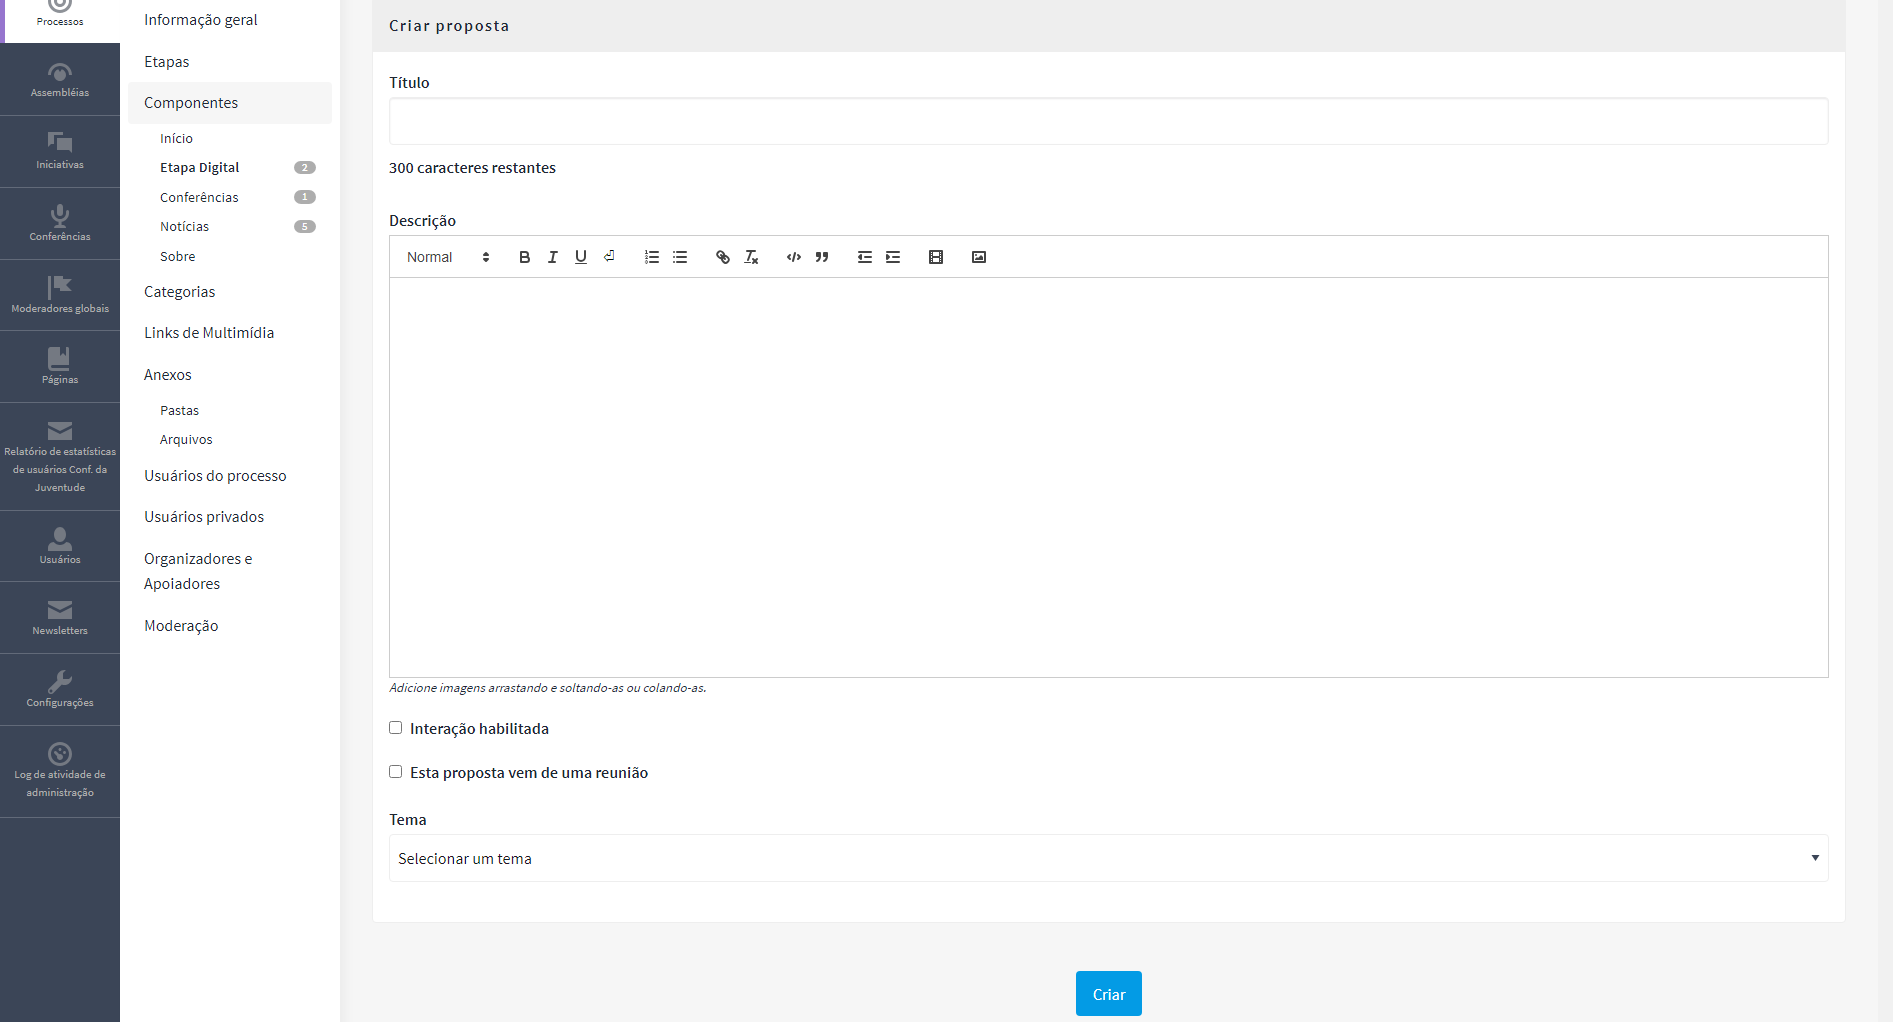 Processos
Assembléias
Iniciativas
Conferências
Moderadores globais
Páginas
Relatório de estatísticas
de usuários Conf. da
Juventude
Usuários
Newsletters
Configurações
Log de atividade de
administração
Informação geral
Etapas
Componentes
Início
Etapa Digital 2
Conferências 1
Notícias 5
Sobre
Categorias
Links de Multimídia
Anexos
Pastas
Arquivos
Usuários do processo
Usuários privados
Organizadores e
Apoiadores
Moderação
Criar proposta
Título
300 caracteres restantes
Descrição
Normal
Adicione imagens arrastando e soltando-as ou colando-as.
Interação habilitada
Esta proposta vem de uma reunião
Tema
Selecionar um tema
Criar